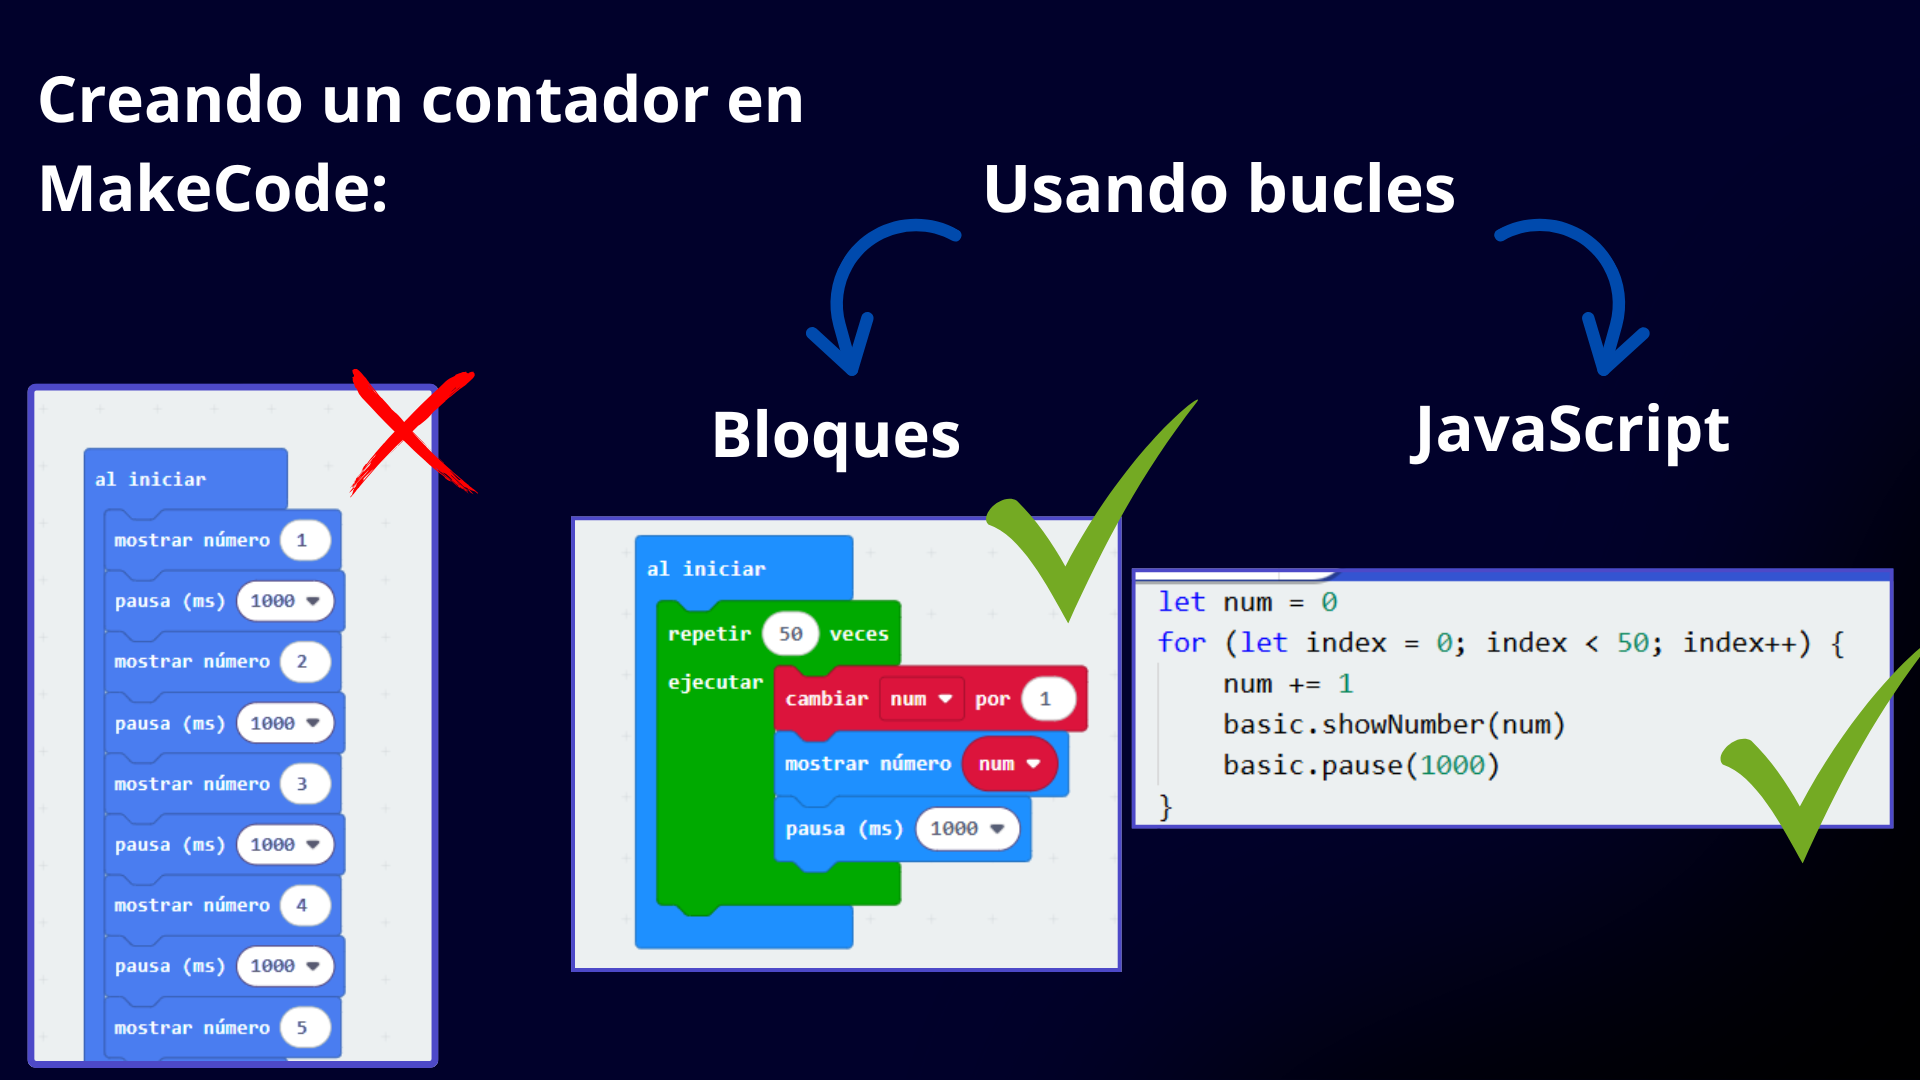 Creando un contador en
MakeCode:
Usando bucles
Bloques
JavaScript
al iniciar
mostrar número 1
pausa (ms) 1000
mostrar número 2
pausa (ms) 1000
mostrar número 3
pausa (ms) 1000
mostrar número 4
pausa (ms) 1000
mostrar número 5
al iniciar
repetir 50 veces
ejecutar
cambiar num por 1
mostrar número num
pausa (ms) 1000
let num = 0
for (let index = 0; index < 50; index++) {
    num += 1
    basic.showNumber(num)
    basic.pause(1000)
}